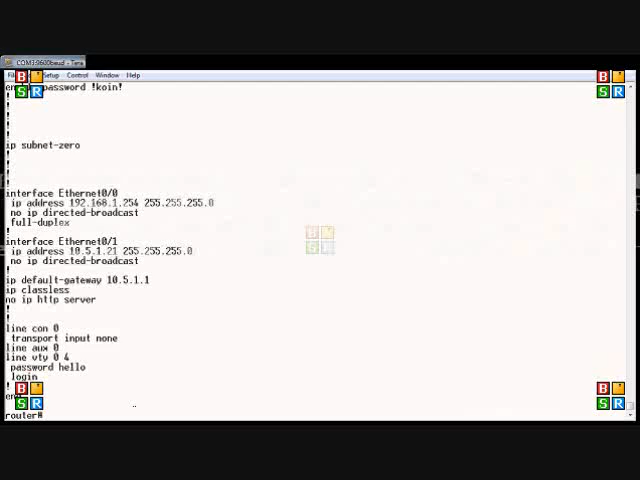 COM3:9600baud - Tera
Setup Control Window Help
password !koin!
!
!
!
!
ip subnet-zero
!
!
!
!
interface Ethernet0/0
ip address 192.168.1.254 255.255.255.0
no ip directed-broadcast
full-duplex
!
interface Ethernet0/1
ip address 10.5.1.21 255.255.255.0
no ip directed-broadcast
!
ip default-gateway 10.5.1.1
ip classless
no ip http server
!
!
line con 0
transport input none
line aux 0
line vty 0 4
password hello
login
!
router#
B S R
B S R
B S R
B S R
B S R